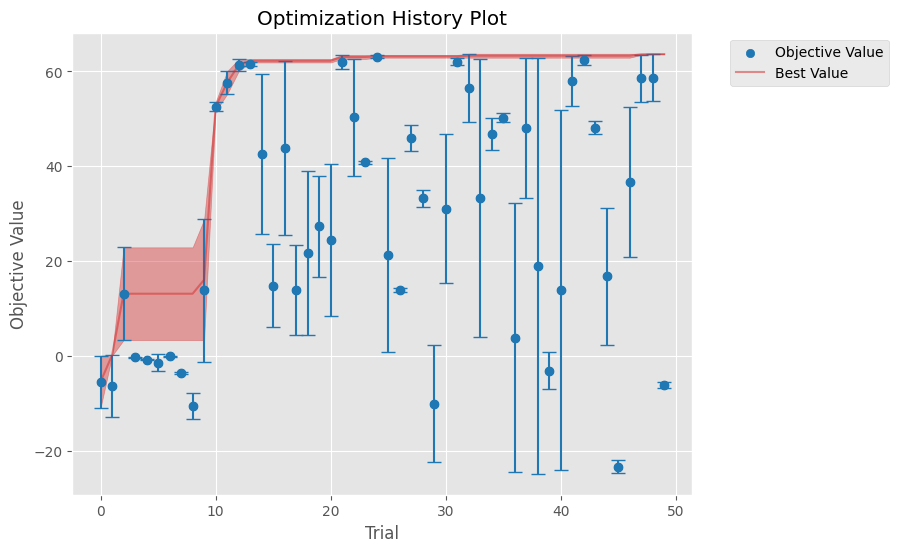 Optimization History Plot
Objective Value
Best Value
Objective Value
60
40
20
0
−20
0 10 20 30 40 50
Trial